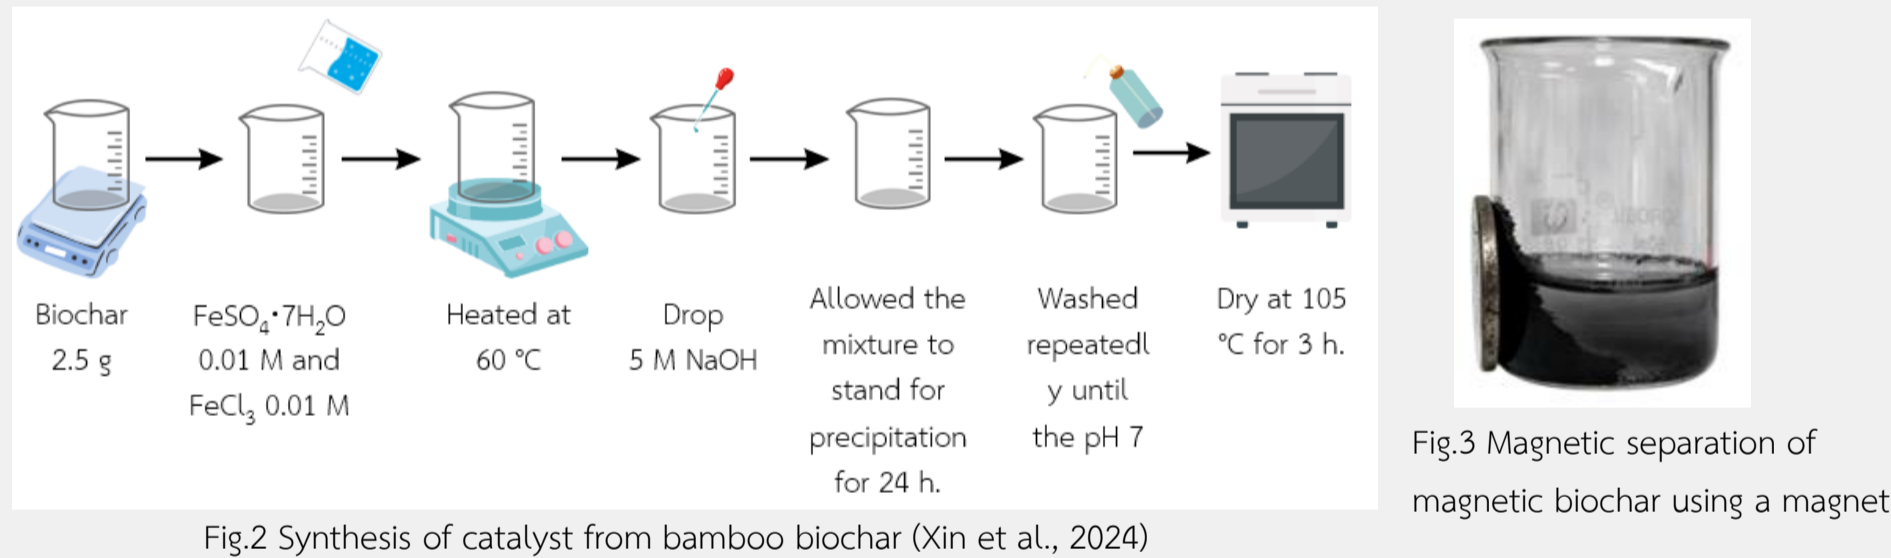 Biochar
2.5 g
FeSO₄•7H₂O
0.01 M and
FeCl₃ 0.01 M
Heated at
60 °C
Drop
5 M NaOH
Allowed the
mixture to
stand for
precipitation
for 24 h.
Washed
repeatedl
y until
the pH 7
Dry at 105
°C for 3 h.
Fig.2 Synthesis of catalyst from bamboo biochar (Xin et al., 2024)
Fig.3 Magnetic separation of
magnetic biochar using a magnet